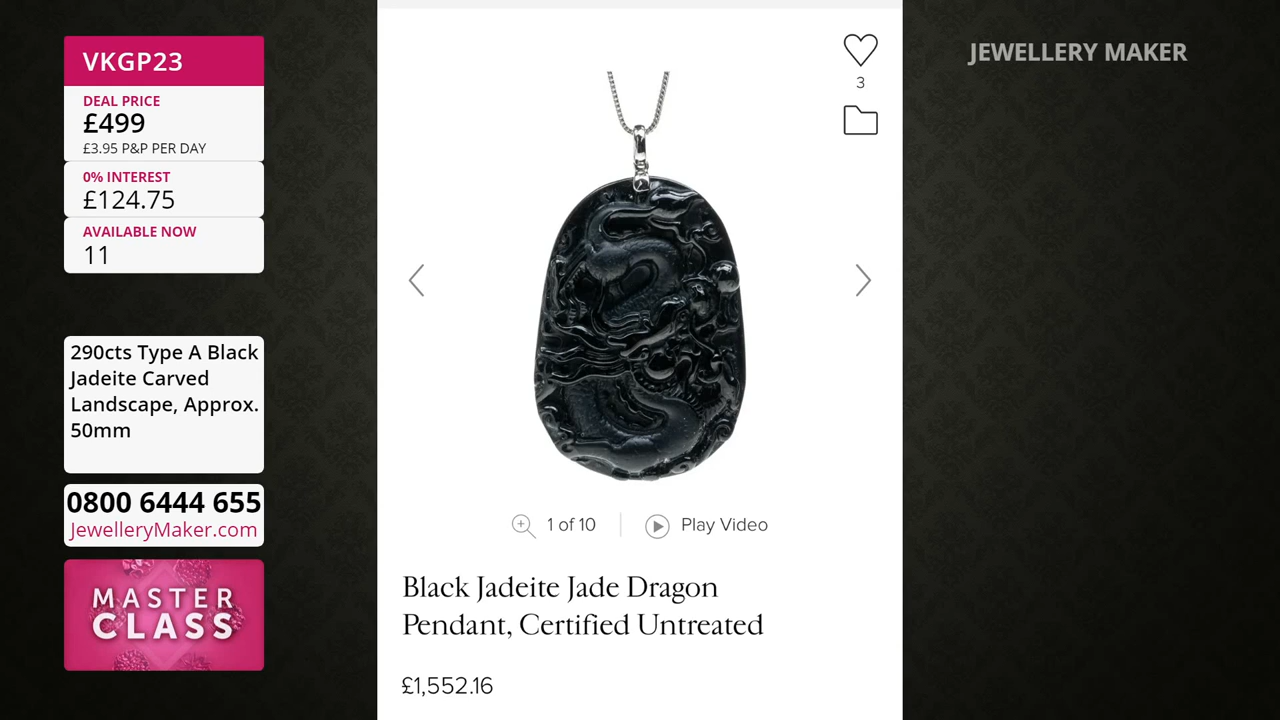 VKGP23
DEAL PRICE
£499
£3.95 P&P PER DAY
0% INTEREST
£124.75
AVAILABLE NOW
11
290cts Type A Black
Jadeite Carved
Landscape, Approx.
50mm
0800 6444 655
JewelleryMaker.com
MASTER
CLASS
3
1 of 10
Play Video
Black Jadeite Jade Dragon
Pendant, Certified Untreated
£1,552.16
JEWELLERY MAKER